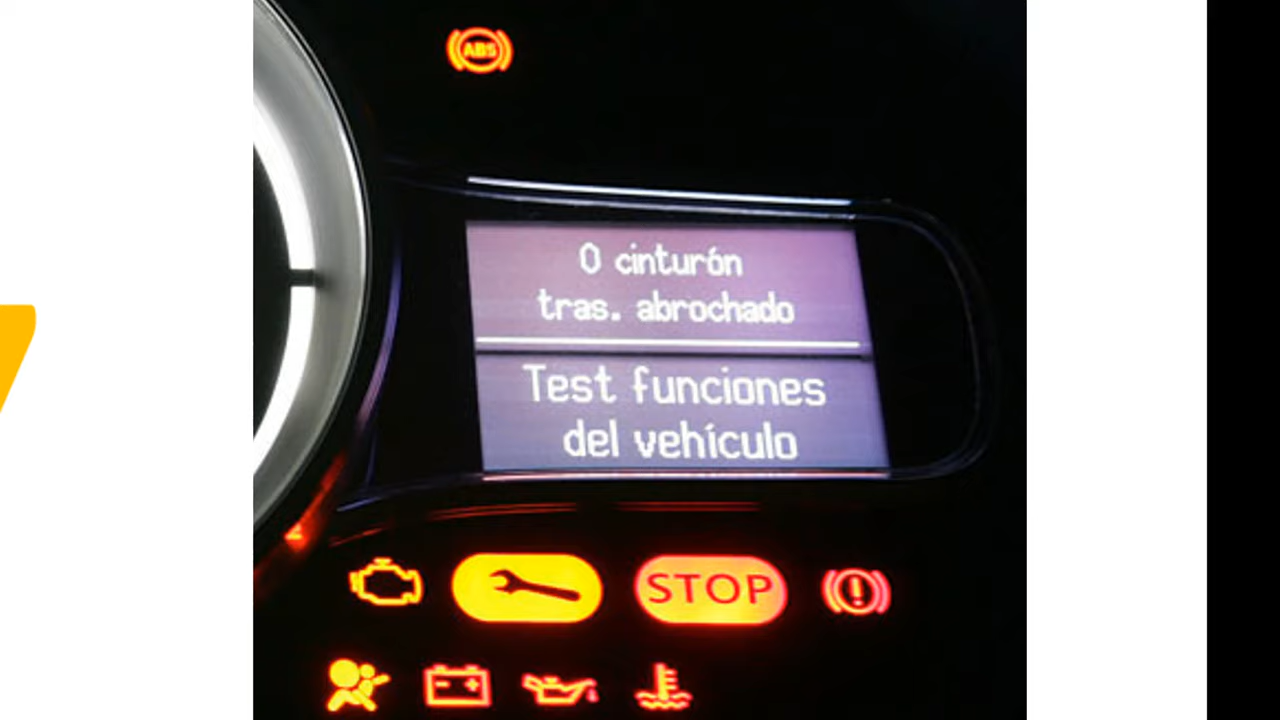 ABS
0 cinturón
tras. abrochado
Test funciones
del vehículo
STOP